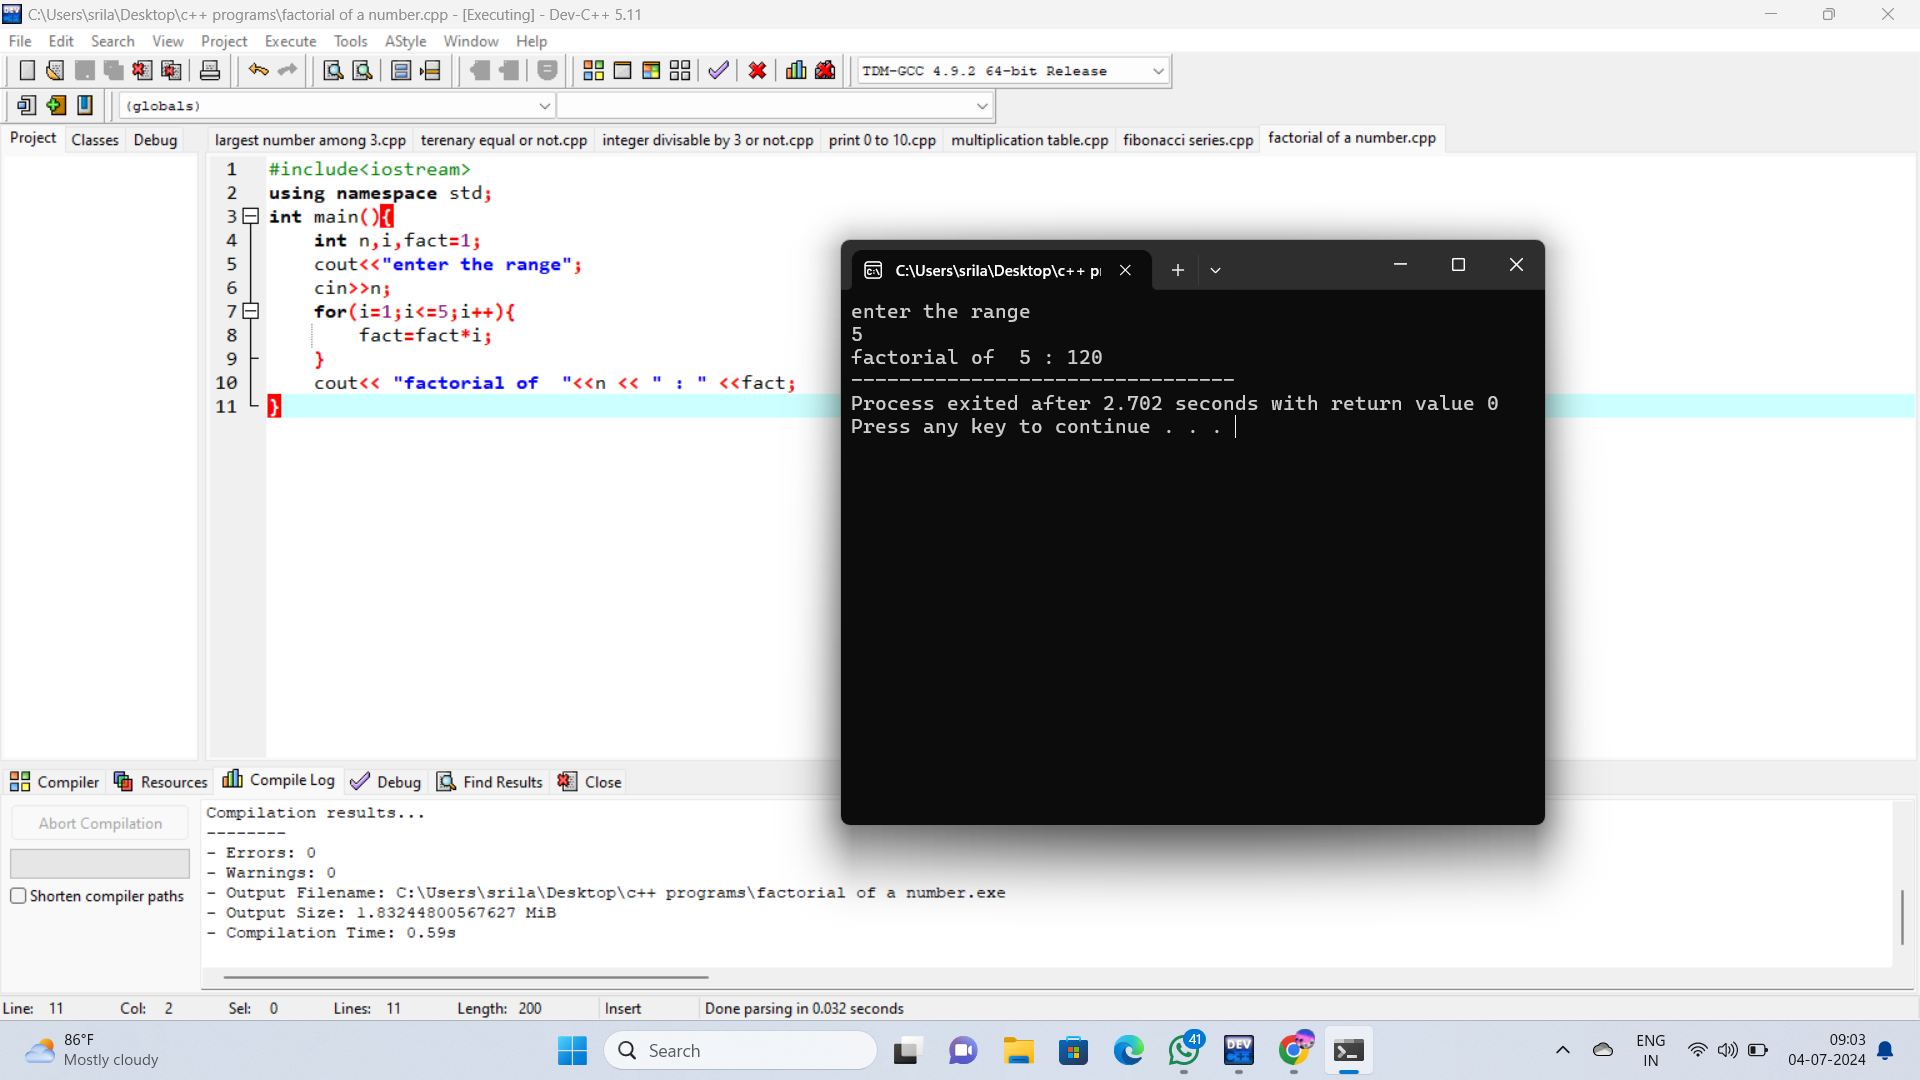 C:\Users\srila\Desktop\c++ programs\factorial of a number.cpp - [Executing] - Dev-C++ 5.11
File Edit Search View Project Execute Tools AStyle Window Help
TDM-GCC 4.9.2 64-bit Release
(globals)
Project Classes Debug
largest number among 3.cpp terenary equal or not.cpp integer divisable by 3 or not.cpp print 0 to 10.cpp multiplication table.cpp fibonacci series.cpp factorial of a number.cpp
1 #include<iostream>
2 using namespace std;
3 int main(){
4 int n,i,fact=1;
5 cout<<"enter the range";
6 cin>>n;
7 for(i=1;i<=5;i++){
8 fact=fact*i;
9 }
10 cout<< "factorial of  "<<n << " : " <<fact;
11 }
C:\Users\srila\Desktop\c++ p
enter the range
5
factorial of  5 : 120
--------------------------------
Process exited after 2.702 seconds with return value 0
Press any key to continue . . .
Compiler Resources Compile Log Debug Find Results Close
Abort Compilation
Shorten compiler paths
Compilation results...
--------
- Errors: 0
- Warnings: 0
- Output Filename: C:\Users\srila\Desktop\c++ programs\factorial of a number.exe
- Output Size: 1.83244800567627 MiB
- Compilation Time: 0.59s
Line: 11 Col: 2 Sel: 0 Lines: 11 Length: 200 Insert Done parsing in 0.032 seconds
86°F
Mostly cloudy
Search
41
DEV
C++
ENG
IN
09:03
04-07-2024